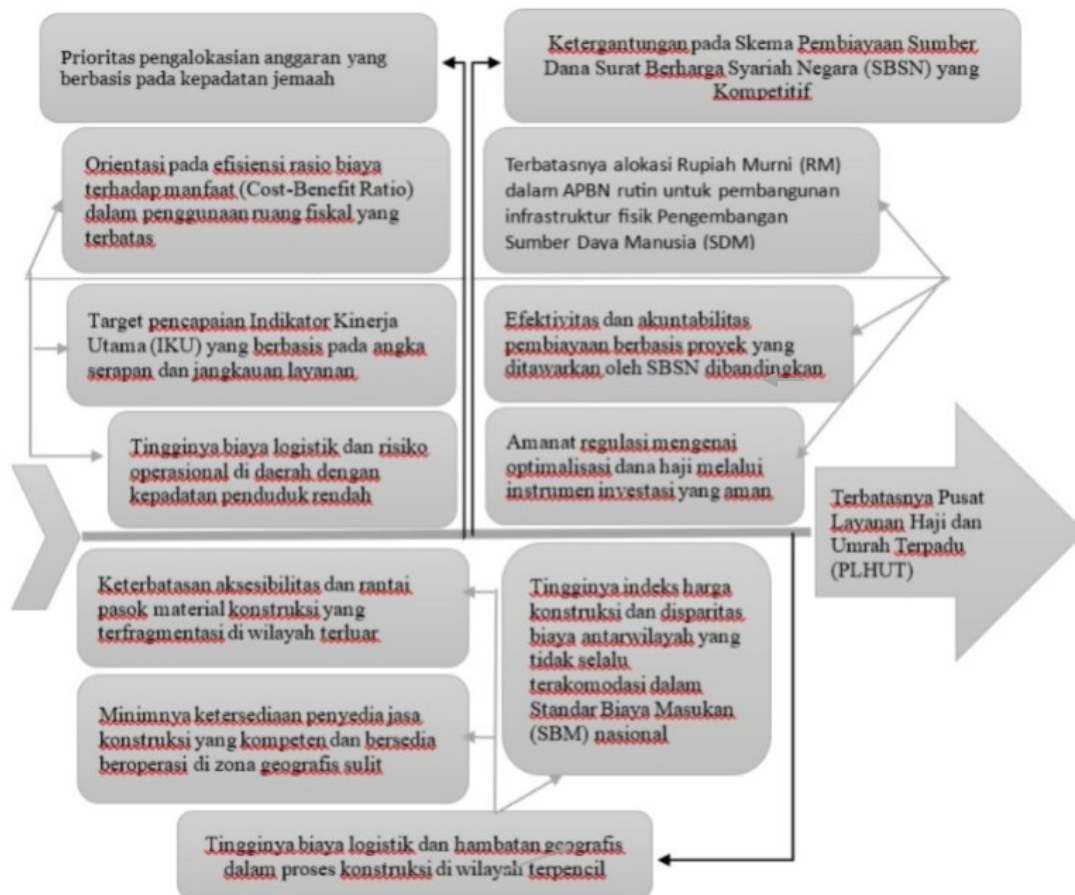 Prioritas pengalokasian anggaran yang
berbasis pada kepadatan jemaah
Ketergantungan pada Skema Pembiayaan Sumber
Dana Surat Berharga Syariah Negara (SBSN) yang
Kompetitif
Orientasi pada efisiensi rasio biaya
terhadap manfaat (Cost-Benefit Ratio)
dalam penggunaan ruang fiskal yang
terbatas
Terbatasnya alokasi Rupiah Murni (RM)
dalam APBN rutin untuk pembangunan
infrastruktur fisik Pengembangan
Sumber Daya Manusia (SDM)
Target pencapaian Indikator Kinerja
Utama (IKU) yang berbasis pada angka
serapan dan jangkauan layanan
Efektivitas dan akuntabilitas
pembiayaan berbasis proyek yang
ditawarkan oleh SBSN dibandingkan
Tingginya biaya logistik dan risiko
operasional di daerah dengan
kepadatan penduduk rendah
Amanat regulasi mengenai
optimalisasi dana haji melalui
instrumen investasi yang aman
Terbatasnya Pusat
Layanan Haji dan
Umrah Terpadu
(PLHUT)
Keterbatasan aksesibilitas dan rantai
pasok material konstruksi yang
terfragmentasi di wilayah terluar
Tingginya indeks harga
konstruksi dan disparitas
biaya antarwilayah yang
tidak selalu
terakomodasi dalam
Standar Biaya Masukan
(SBM) nasional
Minimnya ketersediaan penyedia jasa
konstruksi yang kompeten dan bersedia
beroperasi di zona geografis sulit
Tingginya biaya logistik dan hambatan geografis
dalam proses konstruksi di wilayah terpencil